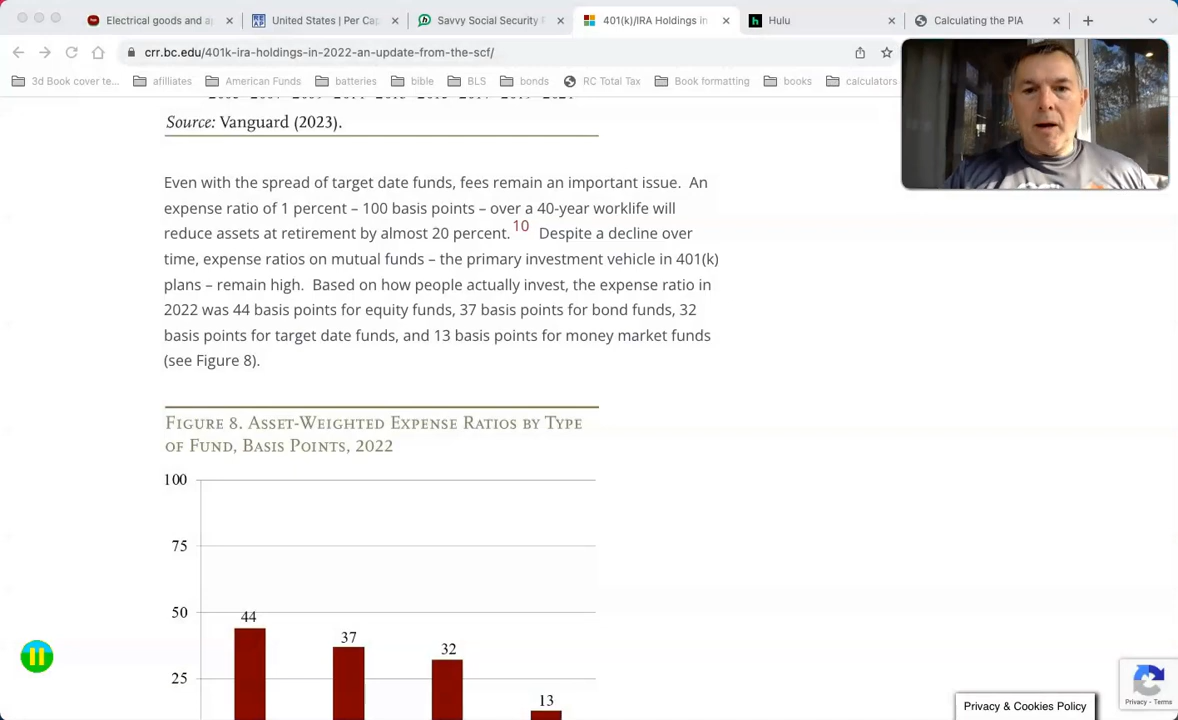 Electrical goods and a
United States | Per Ca
Savvy Social Security
401(k)/IRA Holdings in
Hulu
Calculating the PIA
crr.bc.edu/401k-ira-holdings-in-2022-an-update-from-the-scf/
3d Book cover te...
afilliates
American Funds
batteries
bible
BLS
bonds
RC Total Tax
Book formatting
books
calculators
Source: Vanguard (2023).
Even with the spread of target date funds, fees remain an important issue. An
expense ratio of 1 percent – 100 basis points – over a 40-year worklife will
reduce assets at retirement by almost 20 percent.10 Despite a decline over
time, expense ratios on mutual funds – the primary investment vehicle in 401(k)
plans – remain high. Based on how people actually invest, the expense ratio in
2022 was 44 basis points for equity funds, 37 basis points for bond funds, 32
basis points for target date funds, and 13 basis points for money market funds
(see Figure 8).
Figure 8. Asset-Weighted Expense Ratios by Type
of Fund, Basis Points, 2022
100
75
50
25
44
37
32
13
Privacy & Cookies Policy
Privacy - Terms